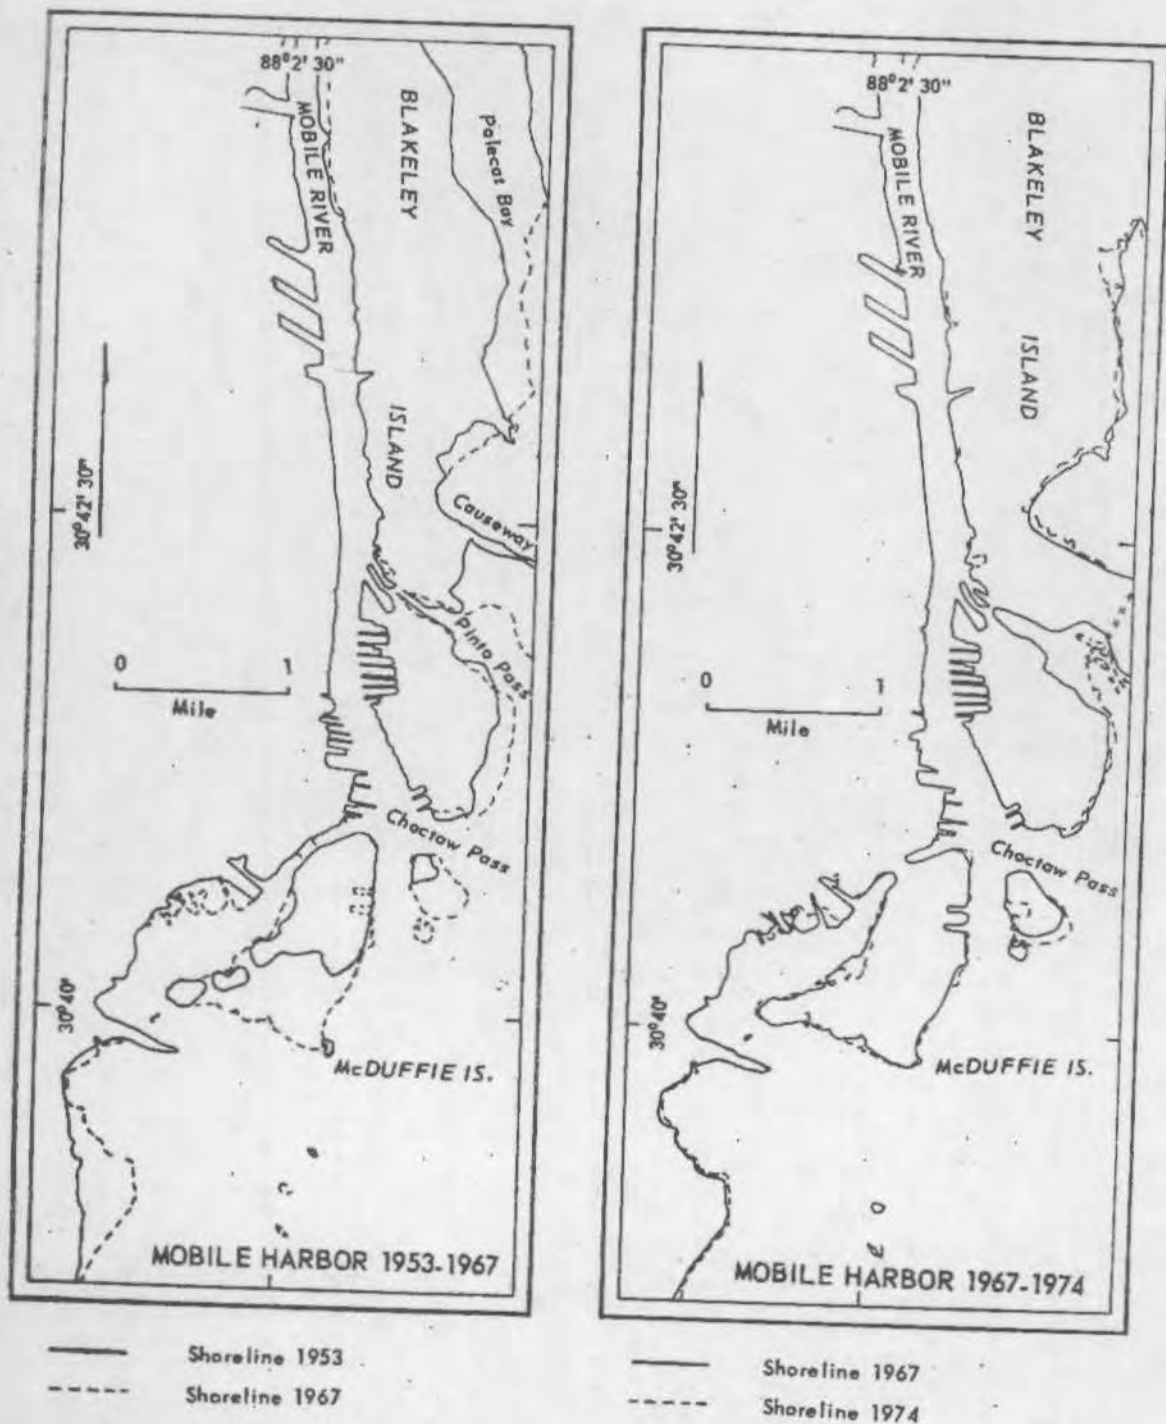 88° 2' 30"
MOBILE RIVER
BLAKELEY
Polecat Bay
ISLAND
30°42' 30"
Causeway
Pinto Pass
0 1
Mile
Choctaw Pass
30°40'
McDUFFIE IS.
MOBILE HARBOR 1953-1967
Shoreline 1953
Shoreline 1967
88° 2' 30"
MOBILE RIVER
BLAKELEY
ISLAND
30°42' 30"
0 1
Mile
Choctaw Pass
30°40'
McDUFFIE IS.
MOBILE HARBOR 1967-1974
Shoreline 1967
Shoreline 1974